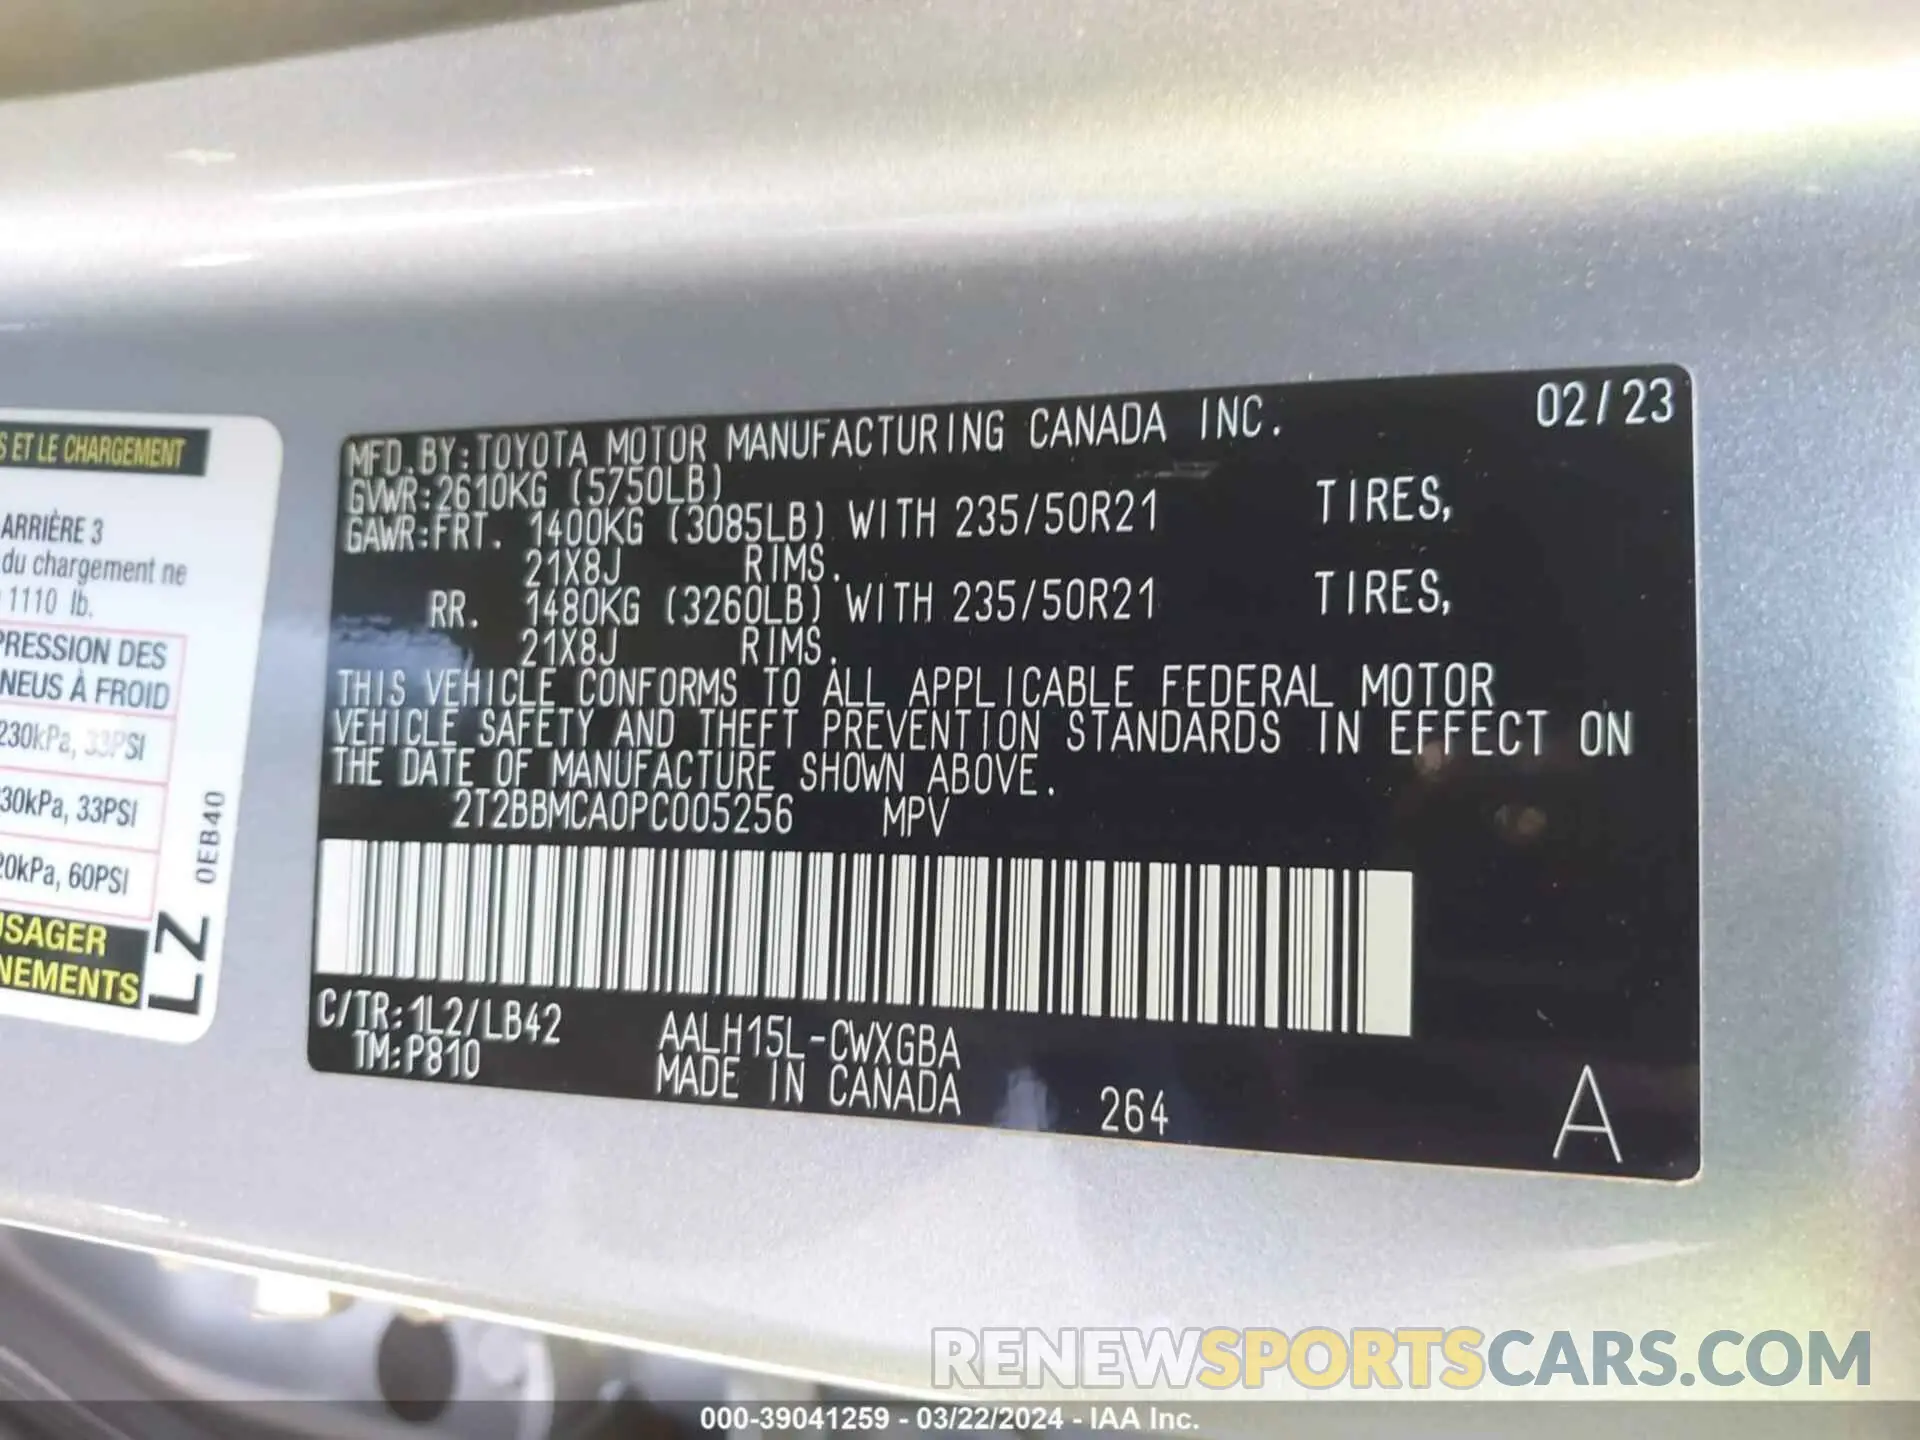 S ET LE CHARGEMENT
ARRIÈRE 3
du chargement ne
1110 lb.
PRESSION DES
NEUS À FROID
230kPa, 33PSI
30kPa, 33PSI
20kPa, 60PSI
USAGER
NEMENTS
0EB40
LZ
MFD. BY: TOYOTA MOTOR MANUFACTURING CANADA INC. 02/23
GVWR: 2610KG (5750LB)
GAWR: FRT. 1400KG (3085LB) WITH 235/50R21 TIRES,
21X8J RIMS.
RR. 1480KG (3260LB) WITH 235/50R21 TIRES,
21X8J RIMS.
THIS VEHICLE CONFORMS TO ALL APPLICABLE FEDERAL MOTOR
VEHICLE SAFETY AND THEFT PREVENTION STANDARDS IN EFFECT ON
THE DATE OF MANUFACTURE SHOWN ABOVE.
2T2BBMCA0PC005256 MPV
C/TR: 1L2/LB42 AALH15L-CWXGBA
TM: P810 MADE IN CANADA
264 A
RENEWSPORTSCARS.COM
000-39041259 - 03/22/2024 - IAA Inc.